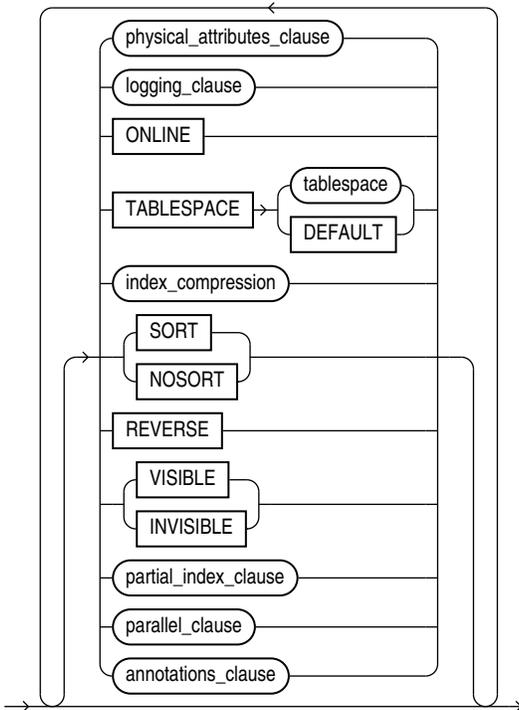 physical_attributes_clause
logging_clause
ONLINE
tablespace
TABLESPACE
DEFAULT
index_compression
SORT
NOSORT
REVERSE
VISIBLE
INVISIBLE
partial_index_clause
parallel_clause
annotations_clause